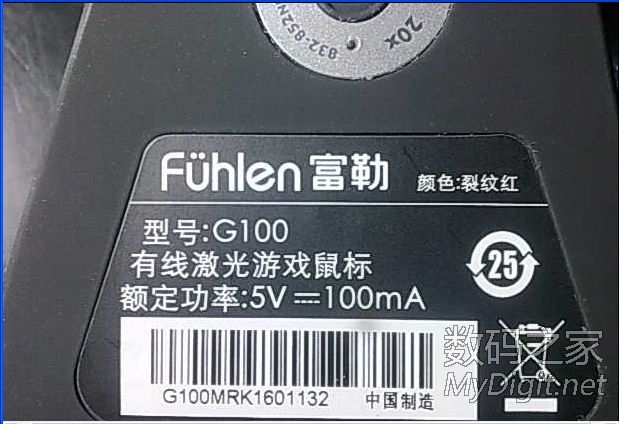 20x
832-852N
Fühlen 富勒 颜色:裂纹红
型号:G100
有线激光游戏鼠标
额定功率:5V⎓100mA
25
G100MRK1601132 中国制造
数码之家
MyDigit.net